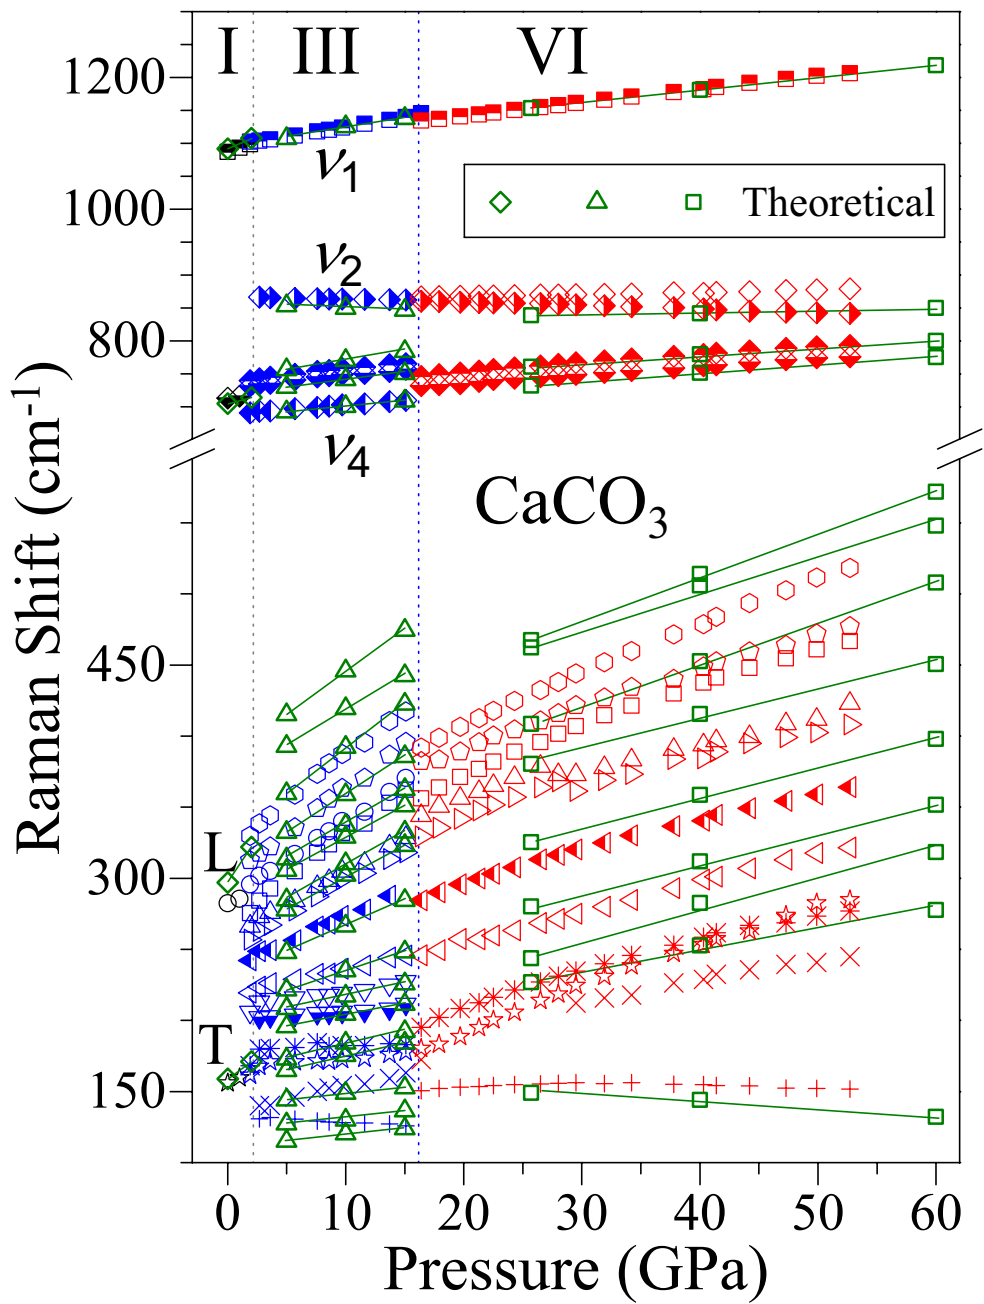 I III VI
1200
ν1
1000
Theoretical
ν2
800
ν4
CaCO3
Raman Shift (cm-1)
450
L
300
T
150
0 10 20 30 40 50 60
Pressure (GPa)